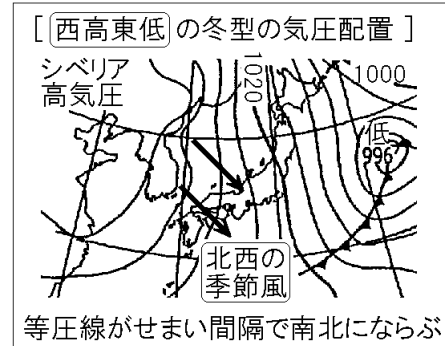 [ 西高東低 の冬型の気圧配置 ]
シベリア
高気圧
1020
1000
低
996
北西の
季節風
等圧線がせまい間隔で南北にならぶ